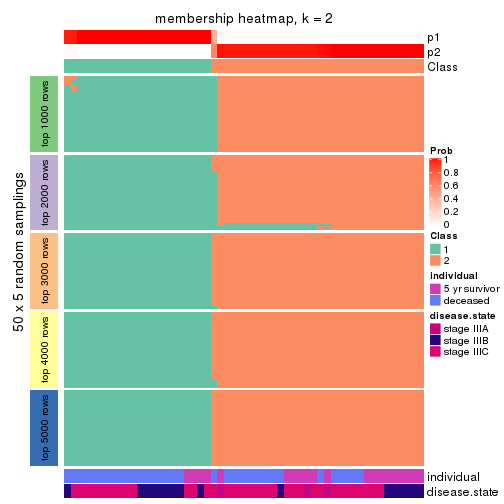 membership heatmap, k = 2
p1
p2
Class
50 x 5 random samplings
top 1000 rows
top 2000 rows
top 3000 rows
top 4000 rows
top 5000 rows
Prob
1
0.8
0.6
0.4
0.2
0
Class
1
2
individual
5 yr survivor
deceased
disease.state
stage IIIA
stage IIIB
stage IIIC
individual
disease.state